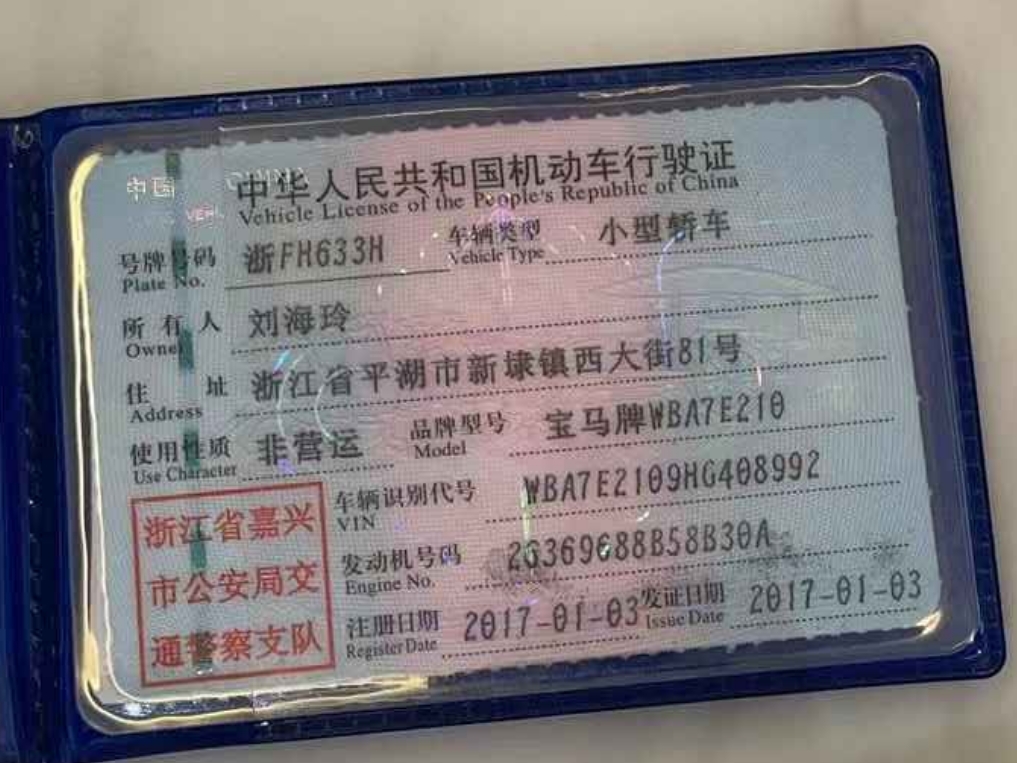 中国 CHINA
中华人民共和国机动车行驶证
Vehicle License of the People's Republic of China
号牌号码 浙FH633H 车辆类型 小型轿车
Plate No. Vehicle Type
所有人 刘海玲
Owner
住址 浙江省平湖市新埭镇西大街81号
Address
使用性质 非营运 品牌型号 宝马牌WBA7E210
Use Character Model
浙江省嘉兴
市公安局交
通警察支队
车辆识别代号 WBA7E2109HG408992
VIN
发动机号码 2G369688B58B30A
Engine No.
注册日期 2017-01-03 发证日期 2017-01-03
Register Date Issue Date